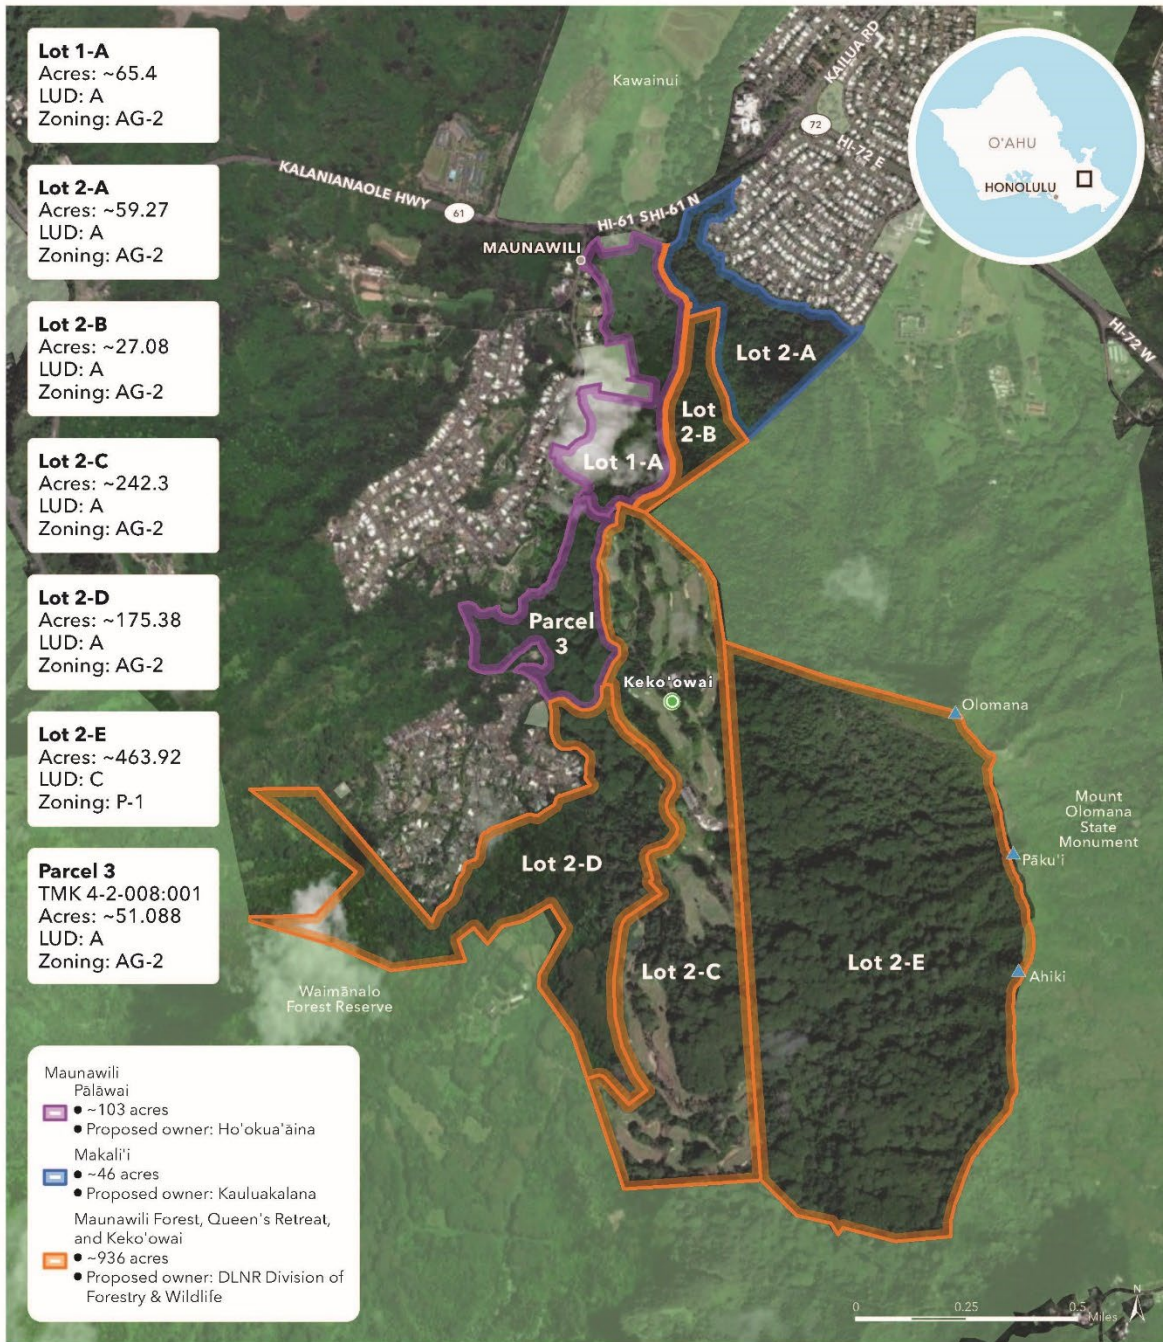 Lot 1-A
Acres: ~65.4
LUD: A
Zoning: AG-2
Lot 2-A
Acres: ~59.27
LUD: A
Zoning: AG-2
Lot 2-B
Acres: ~27.08
LUD: A
Zoning: AG-2
Lot 2-C
Acres: ~242.3
LUD: A
Zoning: AG-2
Lot 2-D
Acres: ~175.38
LUD: A
Zoning: AG-2
Lot 2-E
Acres: ~463.92
LUD: C
Zoning: P-1
Parcel 3
TMK 4-2-008:001
Acres: ~51.088
LUD: A
Zoning: AG-2
Maunawili
Pālāwai
• ~103 acres
• Proposed owner: Ho'okua'āina
Makali'i
• ~46 acres
• Proposed owner: Kauluakalana
Maunawili Forest, Queen's Retreat,
and Keko'owai
• ~936 acres
• Proposed owner: DLNR Division of
Forestry & Wildlife
Kawainui
KAILUA RD
72
HI-72 E
KALANIANAOLE HWY
61
HI-61 S
HI-61 N
MAUNAWILI
HI-72 W
O'AHU
HONOLULU
Lot 2-A
Lot
2-B
Lot 1-A
Parcel
3
Keko'owai
Olomana
Mount
Olomana
State
Monument
Pāku'i
Lot 2-D
Lot 2-E
Lot 2-C
Ahiki
Waimānalo
Forest Reserve
0
0.25
0.5
Miles
N